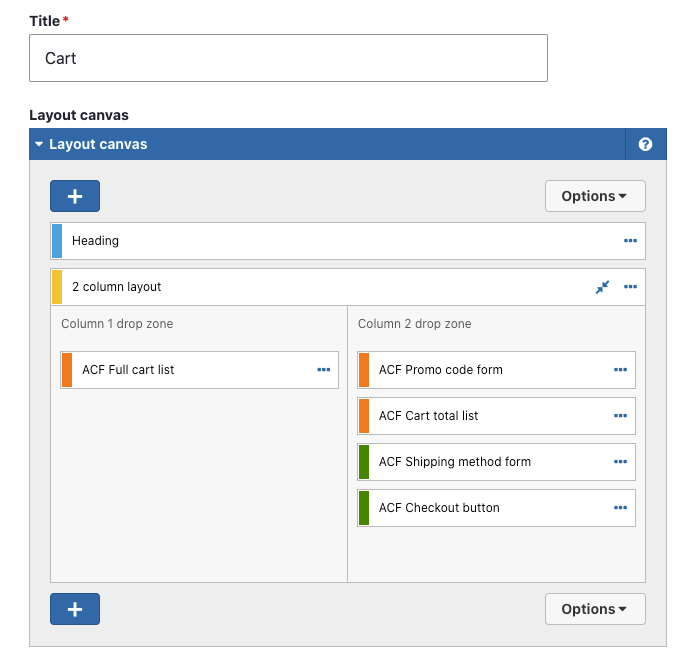 Title*
Cart
Layout canvas
Layout canvas
Options
Heading
2 column layout
Column 1 drop zone
Column 2 drop zone
ACF Full cart list
ACF Promo code form
ACF Cart total list
ACF Shipping method form
ACF Checkout button
Options